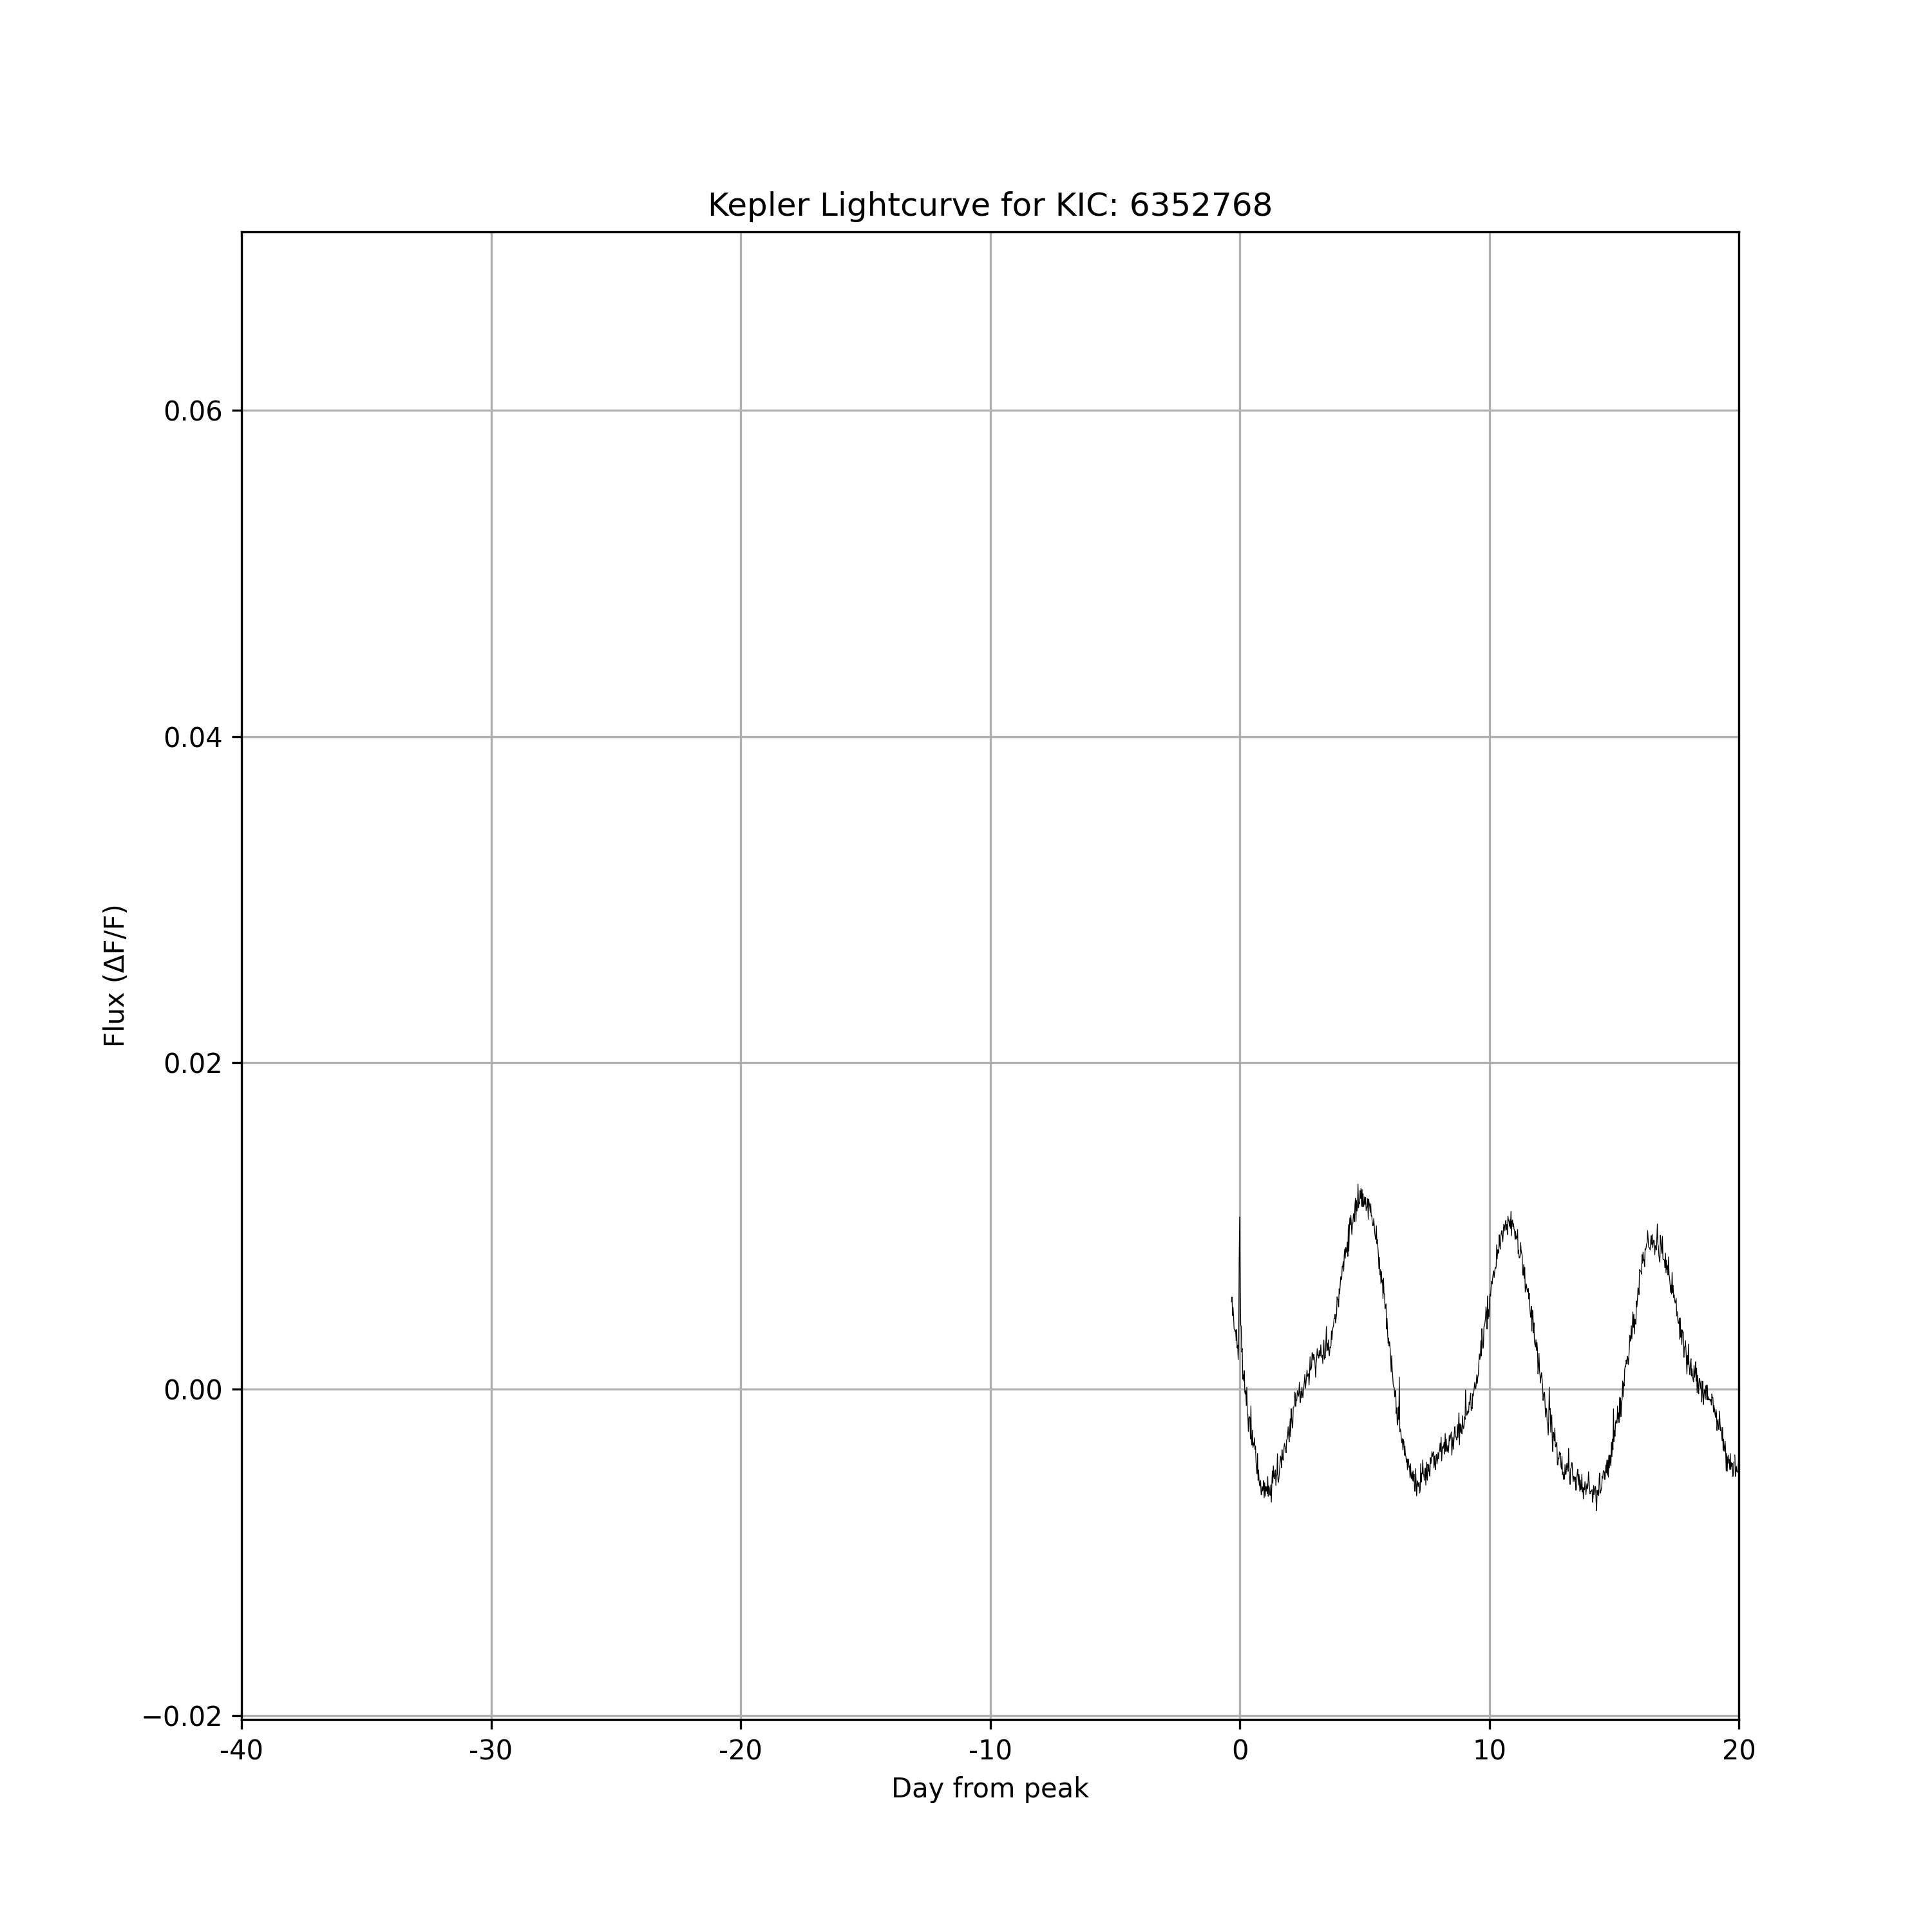 Kepler Lightcurve for KIC: 6352768
0.06
0.04
0.02
0.00
−0.02
Flux (ΔF/F)
-40 -30 -20 -10 0 10 20
Day from peak